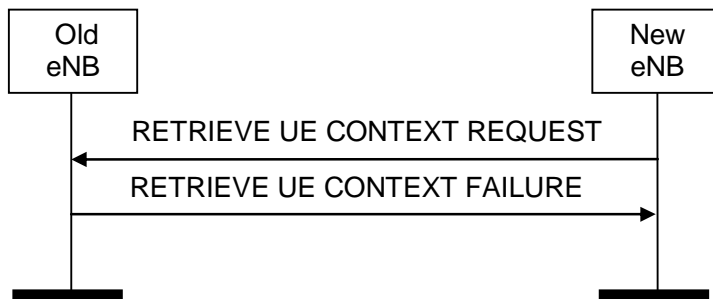 Old
eNB
New
eNB
RETRIEVE UE CONTEXT REQUEST
RETRIEVE UE CONTEXT FAILURE